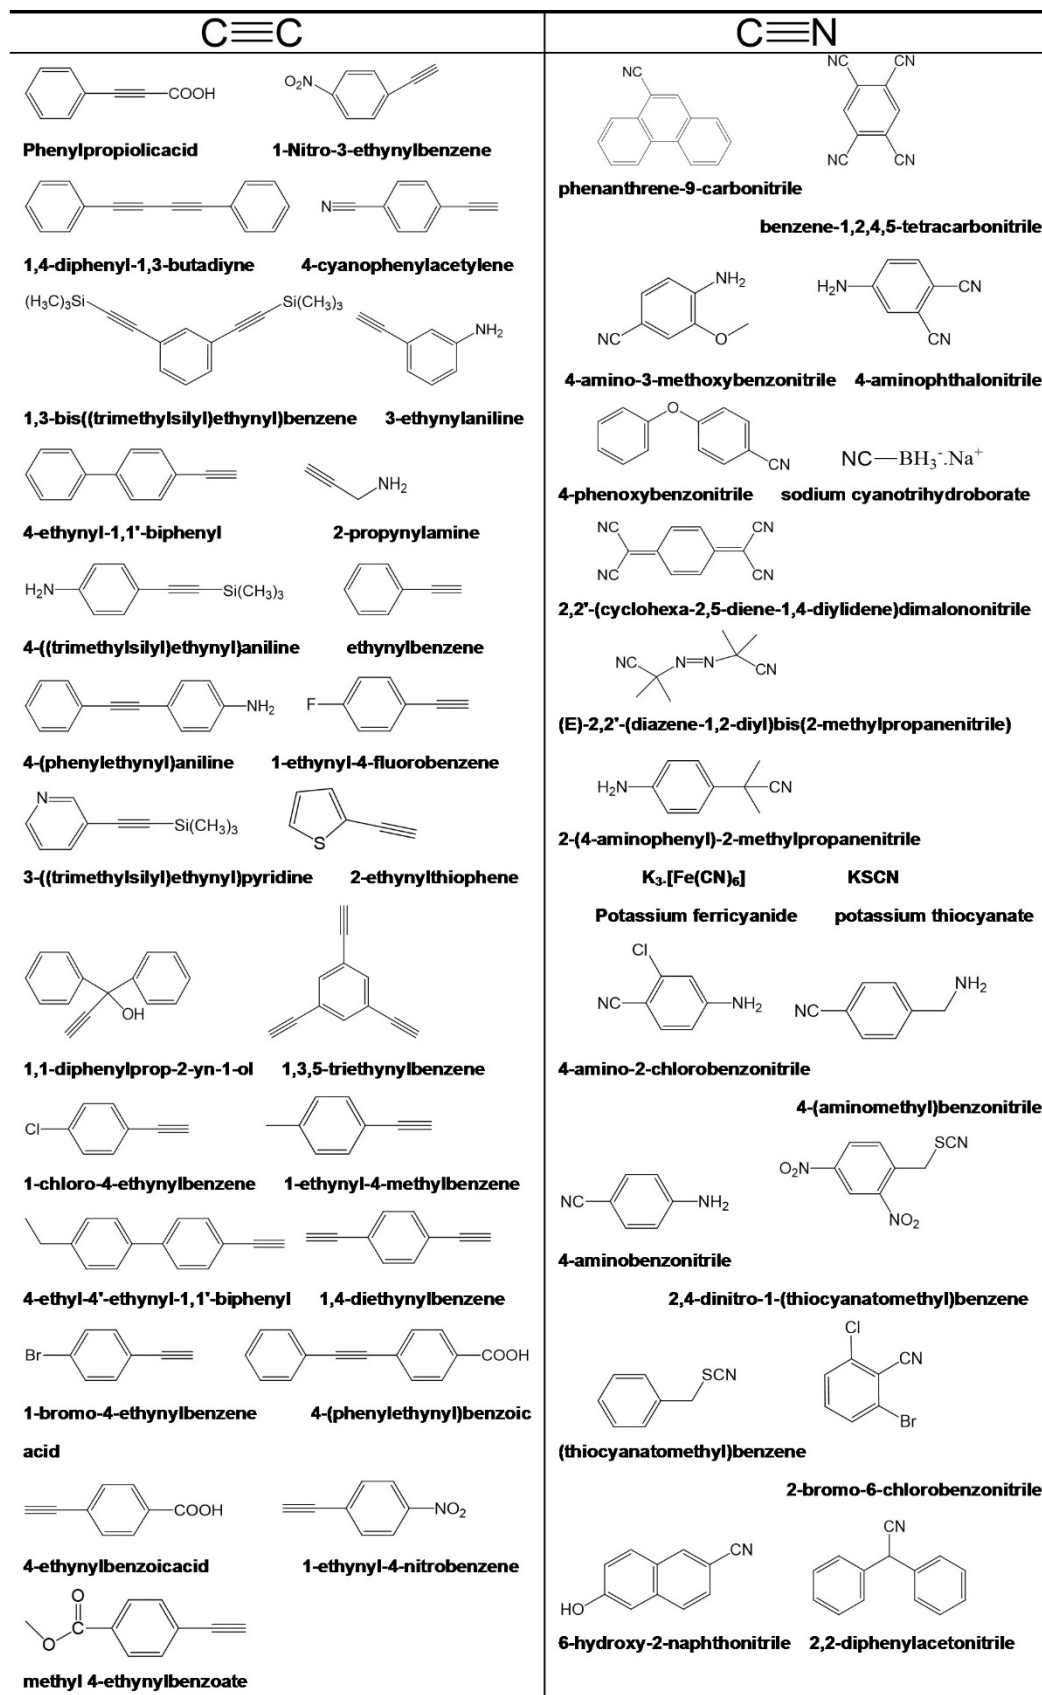 C≡C
C≡N
COOH
O₂N
Phenylpropiolicacid
1-Nitro-3-ethynylbenzene
N
1,4-diphenyl-1,3-butadiyne
4-cyanophenylacetylene
(H₃C)₃Si
Si(CH₃)₃
NH₂
1,3-bis((trimethylsilyl)ethynyl)benzene
3-ethynylaniline
NH₂
4-ethynyl-1,1'-biphenyl
2-propynylamine
H₂N
Si(CH₃)₃
4-((trimethylsilyl)ethynyl)aniline
ethynylbenzene
NH₂
F
4-(phenylethynyl)aniline
1-ethynyl-4-fluorobenzene
N
Si(CH₃)₃
S
3-((trimethylsilyl)ethynyl)pyridine
2-ethynylthiophene
OH
1,1-diphenylprop-2-yn-1-ol
1,3,5-triethynylbenzene
Cl
1-chloro-4-ethynylbenzene
1-ethynyl-4-methylbenzene
4-ethyl-4'-ethynyl-1,1'-biphenyl
1,4-diethynylbenzene
Br
COOH
1-bromo-4-ethynylbenzene
4-(phenylethynyl)benzoic
acid
COOH
NO₂
4-ethynylbenzoicacid
1-ethynyl-4-nitrobenzene
O
O
methyl 4-ethynylbenzoate
NC
NC
CN
NC
CN
phenanthrene-9-carbonitrile
benzene-1,2,4,5-tetracarbonitrile
NH₂
NC
O
H₂N
CN
CN
4-amino-3-methoxybenzonitrile
4-aminophthalonitrile
O
CN
NC—BH₃⁻.Na⁺
4-phenoxybenzonitrile
sodium cyanotrihydroborate
NC
CN
NC
CN
2,2'-(cyclohexa-2,5-diene-1,4-diylidene)dimalononitrile
NC
N=N
CN
(E)-2,2'-(diazene-1,2-diyl)bis(2-methylpropanenitrile)
H₂N
CN
2-(4-aminophenyl)-2-methylpropanenitrile
K₃.[Fe(CN)₆]
KSCN
Potassium ferricyanide
potassium thiocyanate
Cl
NC
NH₂
NC
NH₂
4-amino-2-chlorobenzonitrile
4-(aminomethyl)benzonitrile
NC
NH₂
O₂N
SCN
NO₂
4-aminobenzonitrile
2,4-dinitro-1-(thiocyanatomethyl)benzene
SCN
Cl
CN
Br
(thiocyanatomethyl)benzene
2-bromo-6-chlorobenzonitrile
CN
HO
CN
6-hydroxy-2-naphthonitrile
2,2-diphenylacetonitrile